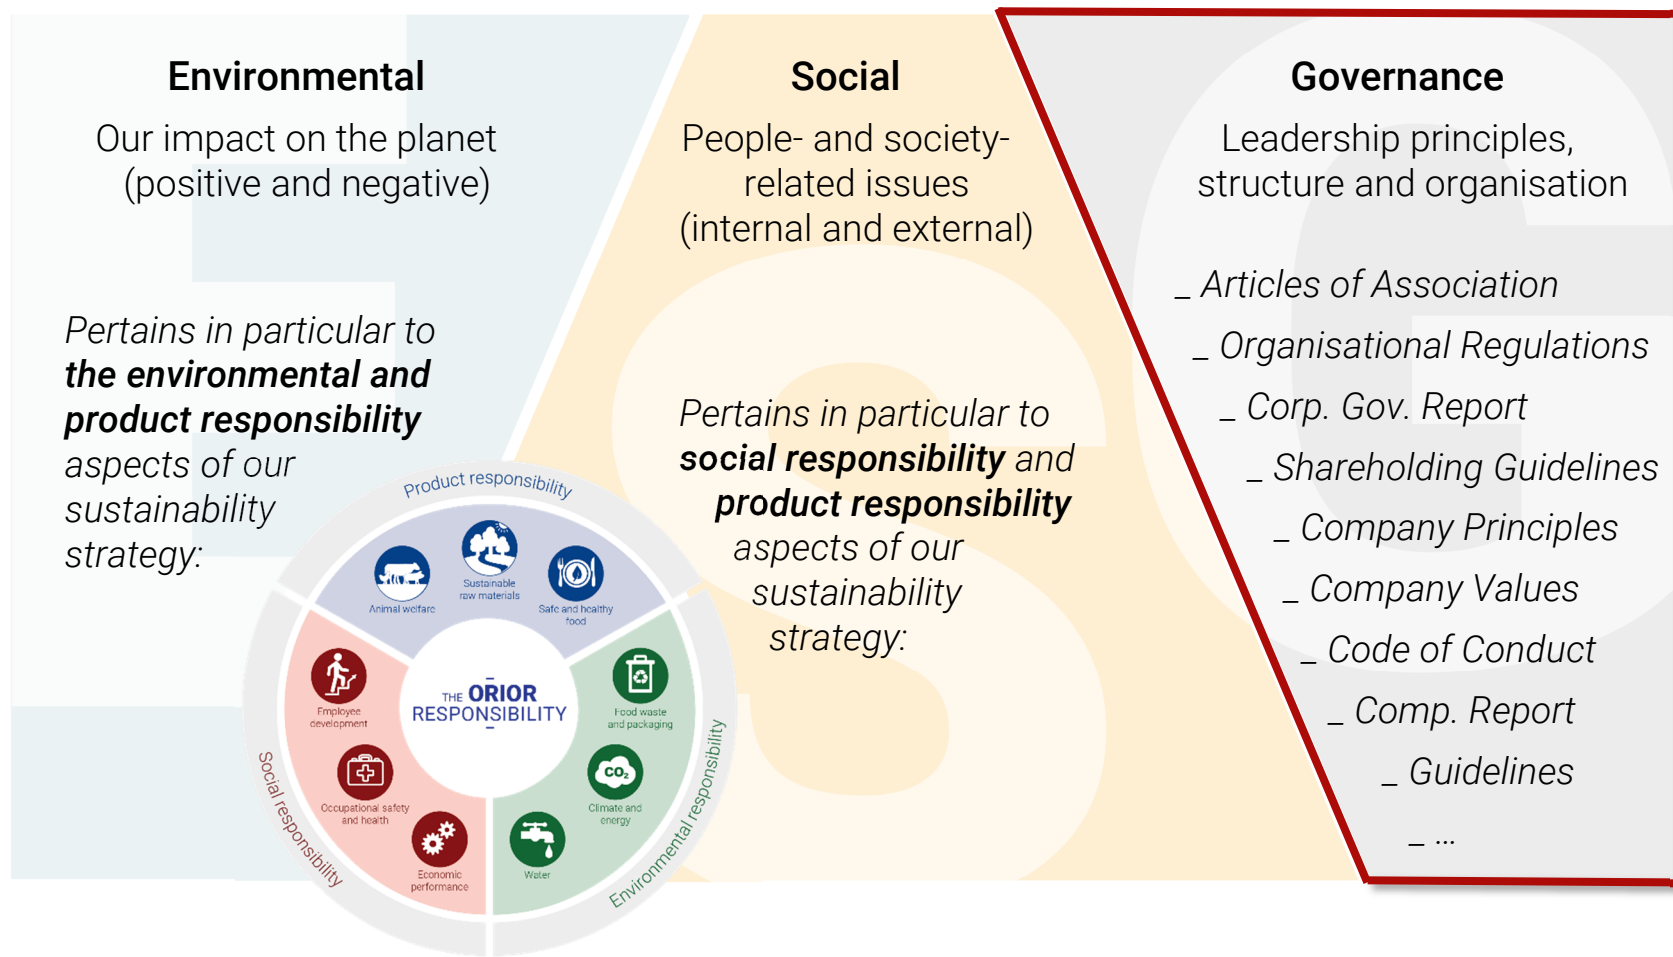 Environmental
Our impact on the planet
(positive and negative)
Pertains in particular to
the environmental and
product responsibility
aspects of our
sustainability
strategy:
Social
People- and society-
related issues
(internal and external)
Pertains in particular to
social responsibility and
product responsibility
aspects of our
sustainability
strategy:
Governance
Leadership principles,
structure and organisation
_ Articles of Association
_ Organisational Regulations
_ Corp. Gov. Report
_ Shareholding Guidelines
_ Company Principles
_ Company Values
_ Code of Conduct
_ Comp. Report
_ Guidelines
_ ...
Product responsibility
Animal welfare
Sustainable
raw materials
Safe and healthy
food
THE ORIOR
RESPONSIBILITY
Employee
development
Occupational safety
and health
Economic
performance
Social responsibility
Food waste
and packaging
CO₂
Climate and
energy
Water
Environmental responsibility
E
S
G